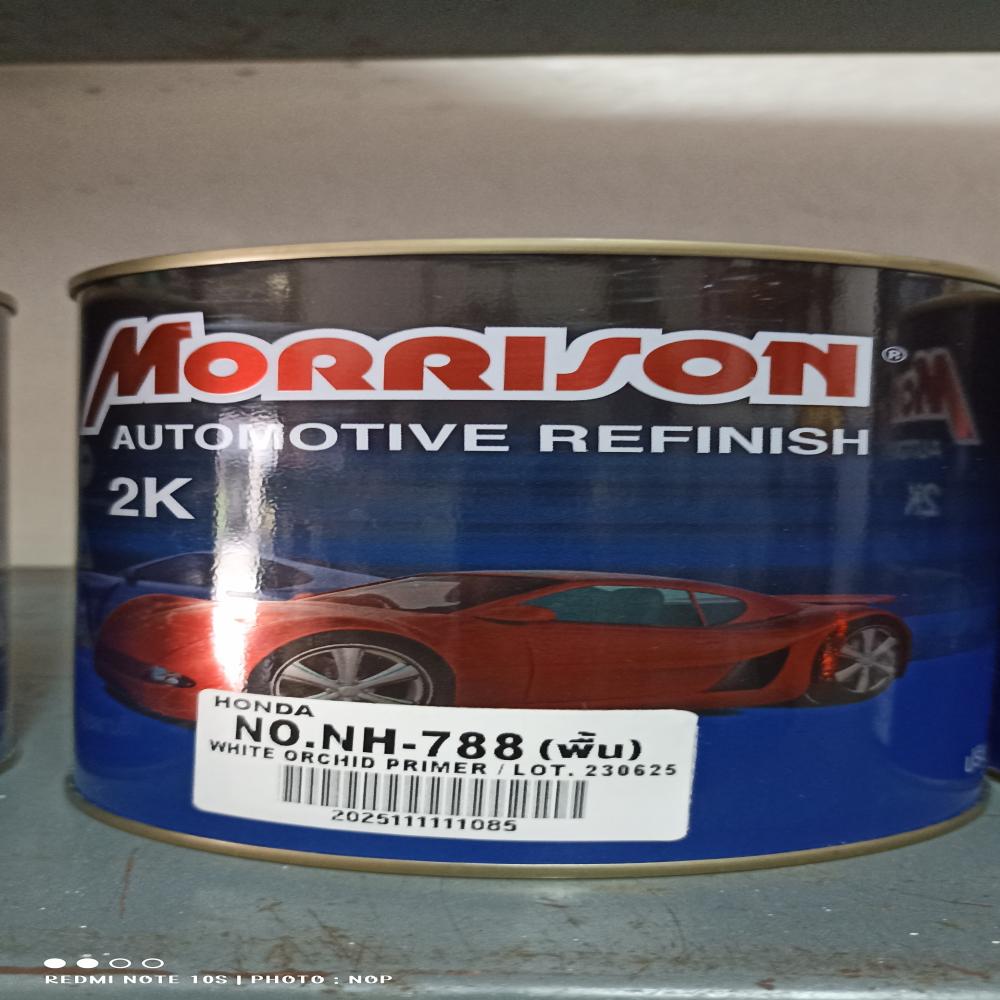 MORRISON®
AUTOMOTIVE REFINISH
2K
HONDA
NO.NH-788 (พื้น)
WHITE ORCHID PRIMER / LOT. 230625
2025111111085
REDMI NOTE 10S | PHOTO : NOP